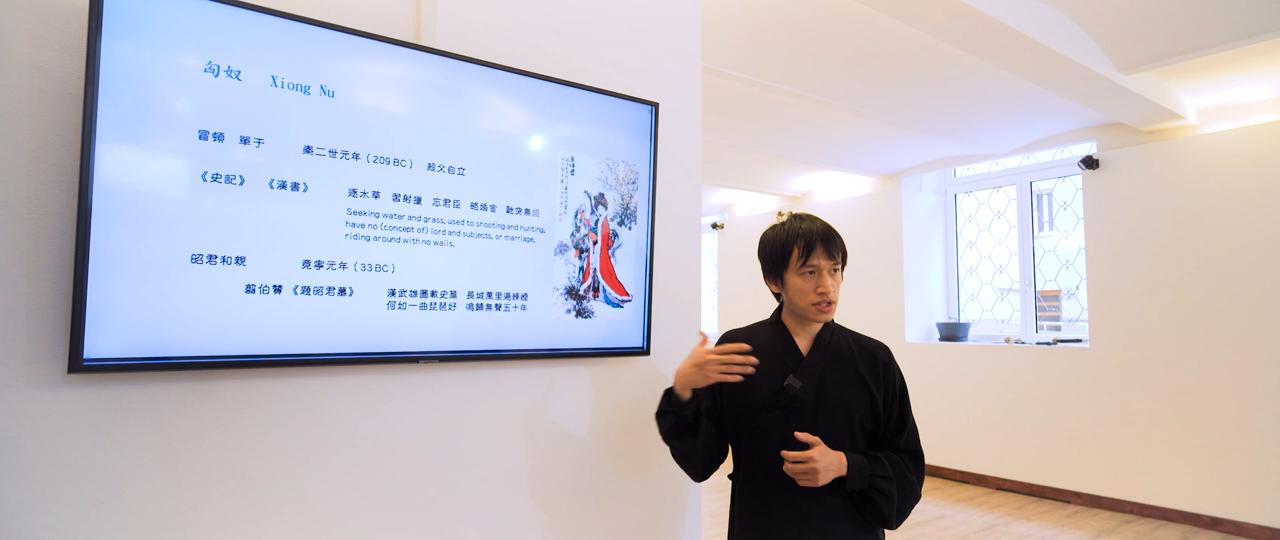 匈奴 Xiong Nu
冒頓 單于 秦二世元年（209 BC） 殺父自立
《史記》 《漢書》 逐水草 習射獵 忘君臣 略婚宦 馳突無垣
Seeking water and grass, used to shooting and hunting,
have no (concept of) lord and subjects, or marriage,
riding around with no walls.
昭君和親 竟寧元年（33 BC）
翦伯贊《題昭君墓》 漢武雄圖載史篇 長城萬里遍烽煙
何如一曲琵琶好 鳴鏑無聲五十年